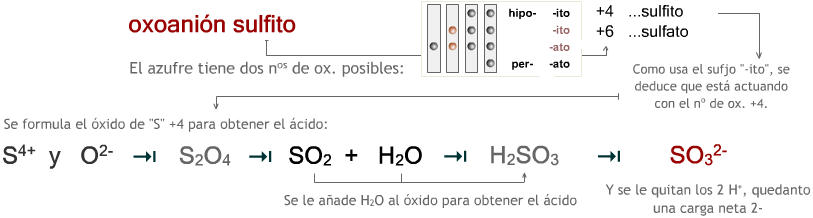 oxoanión sulfito
hipo- -ito +4 ...sulfito
-ito +6 ...sulfato
-ato
per- -ato
El azufre tiene dos nᵒˢ de ox. posibles:
Como usa el sufjo "-ito", se
deduce que está actuando
con el nº de ox. +4.
Se formula el óxido de "S" +4 para obtener el ácido:
S⁴⁺ y O²⁻ S₂O₄ SO₂ + H₂O H₂SO₃ SO₃²⁻
Se le añade H₂O al óxido para obtener el ácido
Y se le quitan los 2 H⁺, quedanto
una carga neta 2-